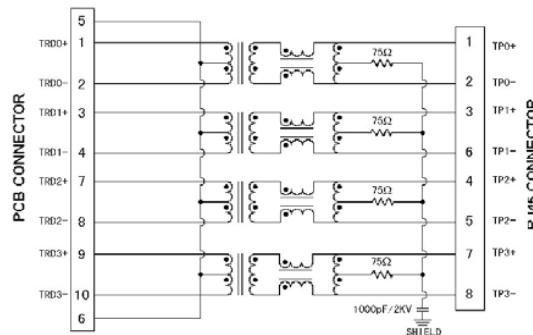 5
TRD0+ 1 75Ω 1 TP0+
TRD0- 2 2 TP0-
TRD1+ 3 75Ω 3 TP1+
TRD1- 4 6 TP1-
TRD2+ 7 75Ω 4 TP2+
TRD2- 8 5 TP2-
TRD3+ 9 75Ω 7 TP3+
TRD3- 10 8 TP3-
6
1000pF/2KV
SHIELD
PCB CONNECTOR
RJ45 CONNECTOR